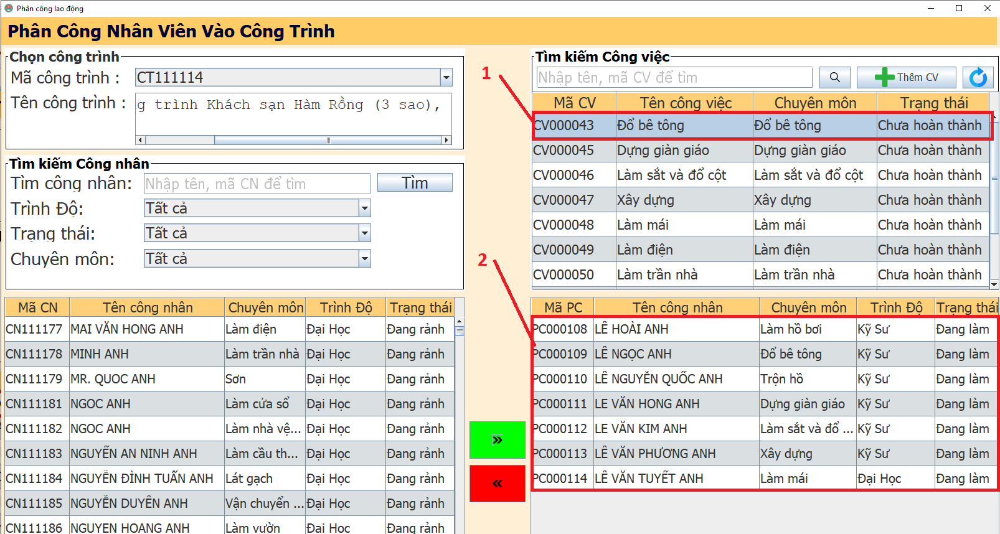 Phân công lao động
Phân Công Nhân Viên Vào Công Trình
Chọn công trình
Mã công trình : CT111114
Tên công trình : g trình Khách sạn Hàm Rồng (3 sao),
Tìm kiếm Công nhân
Tìm công nhân: Nhập tên, mã CN để tìm Tìm
Trình Độ: Tất cả
Trạng thái: Tất cả
Chuyên môn: Tất cả
Mã CN Tên công nhân Chuyên môn Trình Độ Trạng thái
CN111177 MAI VĂN HONG ANH Làm điện Đại Học Đang rảnh
CN111178 MINH ANH Làm trần nhà Đại Học Đang rảnh
CN111179 MR. QUOC ANH Sơn Đại Học Đang rảnh
CN111181 NGOC ANH Làm cửa sổ Đại Học Đang rảnh
CN111182 NGOC ANH Làm nhà vệ... Đại Học Đang rảnh
CN111183 NGUYỄN AN NINH ANH Làm cầu th... Đại Học Đang rảnh
CN111184 NGUYỄN ĐÌNH TUẤN ANH Lát gạch Đại Học Đang rảnh
CN111185 NGUYỄN DUYÊN ANH Vận chuyển ... Đại Học Đang rảnh
CN111186 NGUYEN HOANG ANH Làm vườn Đại Học Đang rảnh
1
2
»
«
Tìm kiếm Công việc
Nhập tên, mã CV để tìm Thêm CV
Mã CV Tên công việc Chuyên môn Trạng thái
CV000043 Đổ bê tông Đổ bê tông Chưa hoàn thành
CV000045 Dựng giàn giáo Dựng giàn giáo Chưa hoàn thành
CV000046 Làm sắt và đổ cột Làm sắt và đổ cột Chưa hoàn thành
CV000047 Xây dựng Xây dựng Chưa hoàn thành
CV000048 Làm mái Làm mái Chưa hoàn thành
CV000049 Làm điện Làm điện Chưa hoàn thành
CV000050 Làm trần nhà Làm trần nhà Chưa hoàn thành
Mã PC Tên công nhân Chuyên môn Trình Độ Trạng thái
PC000108 LÊ HOÀI ANH Làm hồ bơi Kỹ Sư Đang làm
PC000109 LÊ NGỌC ANH Đổ bê tông Kỹ Sư Đang làm
PC000110 LÊ NGUYỄN QUỐC ANH Trộn hồ Kỹ Sư Đang làm
PC000111 LE VĂN HONG ANH Dựng giàn giáo Kỹ Sư Đang làm
PC000112 LE VĂN KIM ANH Làm sắt và đổ ... Kỹ Sư Đang làm
PC000113 LÊ VĂN PHƯƠNG ANH Xây dựng Kỹ Sư Đang làm
PC000114 LÊ VĂN TUYẾT ANH Làm mái Đại Học Đang làm